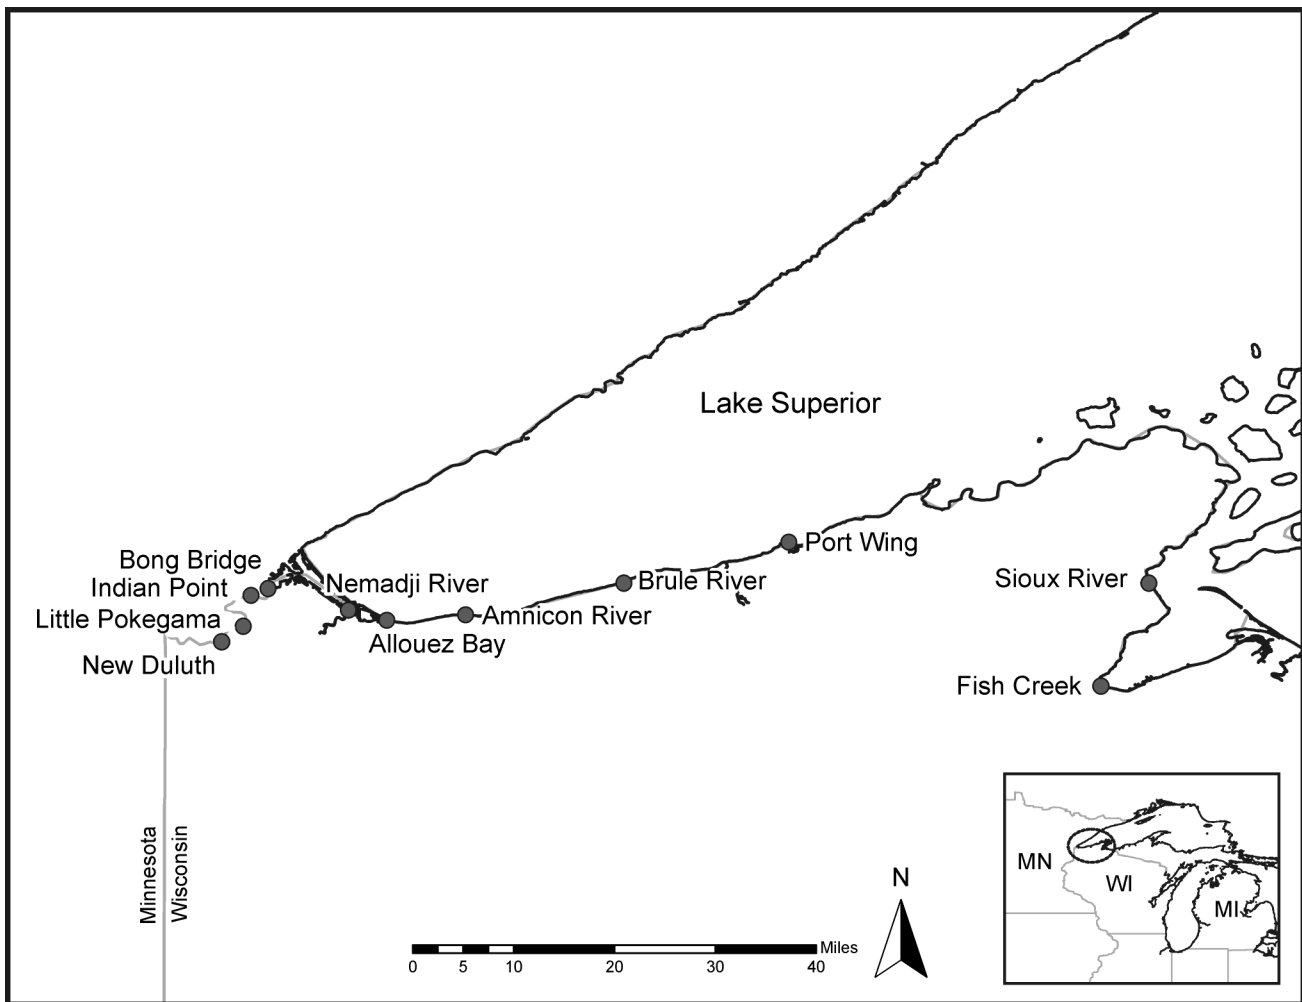 Lake Superior
Bong Bridge
Indian Point
Little Pokegama
New Duluth
Nemadji River
Allouez Bay
Amnicon River
Brule River
Port Wing
Sioux River
Fish Creek
Minnesota
Wisconsin
N
Miles
0 5 10 20 30 40
MN
WI
MI